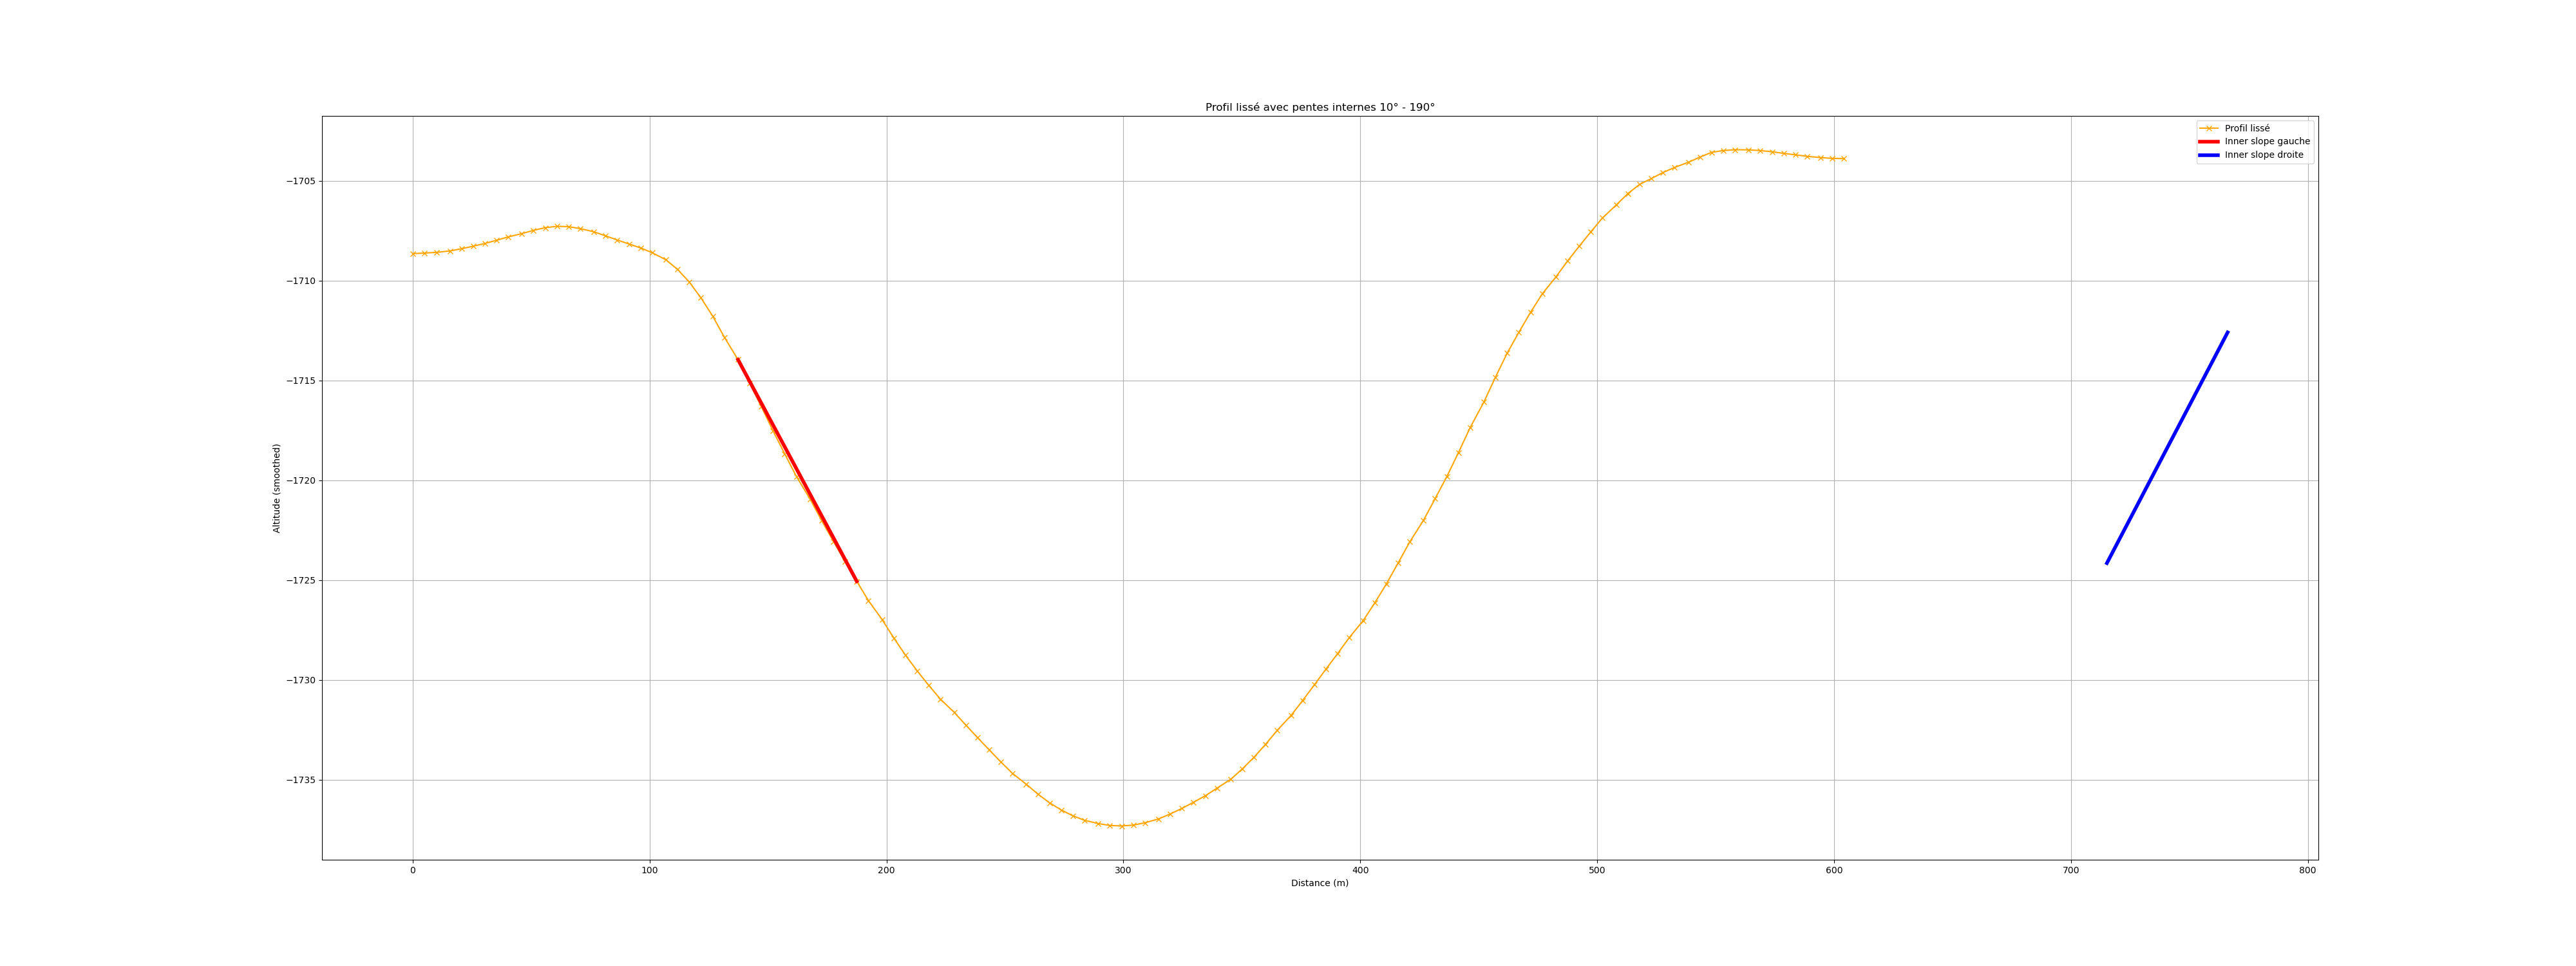 Profil lissé avec pentes internes 10° - 190°
Profil lissé
Inner slope gauche
Inner slope droite
−1705
−1710
−1715
−1720
−1725
−1730
−1735
Altitude (smoothed)
0 100 200 300 400 500 600 700 800
Distance (m)